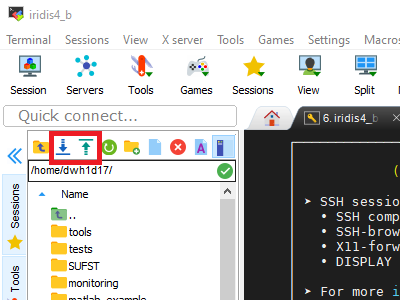 iridis4_b
Terminal Sessions View X server Tools Games Settings Macros
Session Servers Tools Games Sessions View Split
Quick connect...
6. iridis4_b
/home/dwh1d17/
Name
..
tools
tests
SUFST
monitoring
matlab_example
Sessions
Tools
(
➤ SSH sessio
• SSH comp
• SSH-brow
• X11-forw
• DISPLAY
➤ For more i